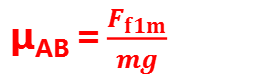 μAB = Ff1m
mg